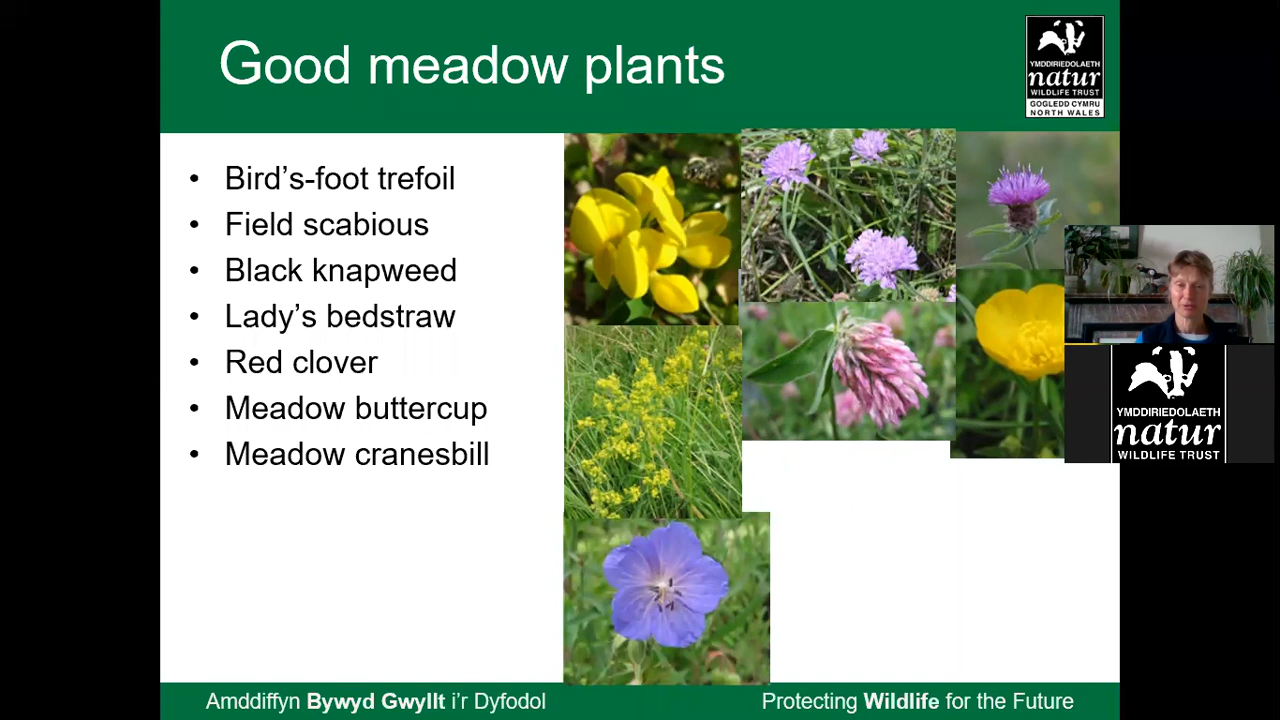 Good meadow plants
YMDDIRIEDOLAETH
natur
WILDLIFE TRUST
GOGLEDD CYMRU
NORTH WALES
• Bird’s-foot trefoil
• Field scabious
• Black knapweed
• Lady’s bedstraw
• Red clover
• Meadow buttercup
• Meadow cranesbill
YMDDIRIEDOLAETH
natur
WILDLIFE TRUST
Amddiffyn Bywyd Gwyllt i’r Dyfodol
Protecting Wildlife for the Future